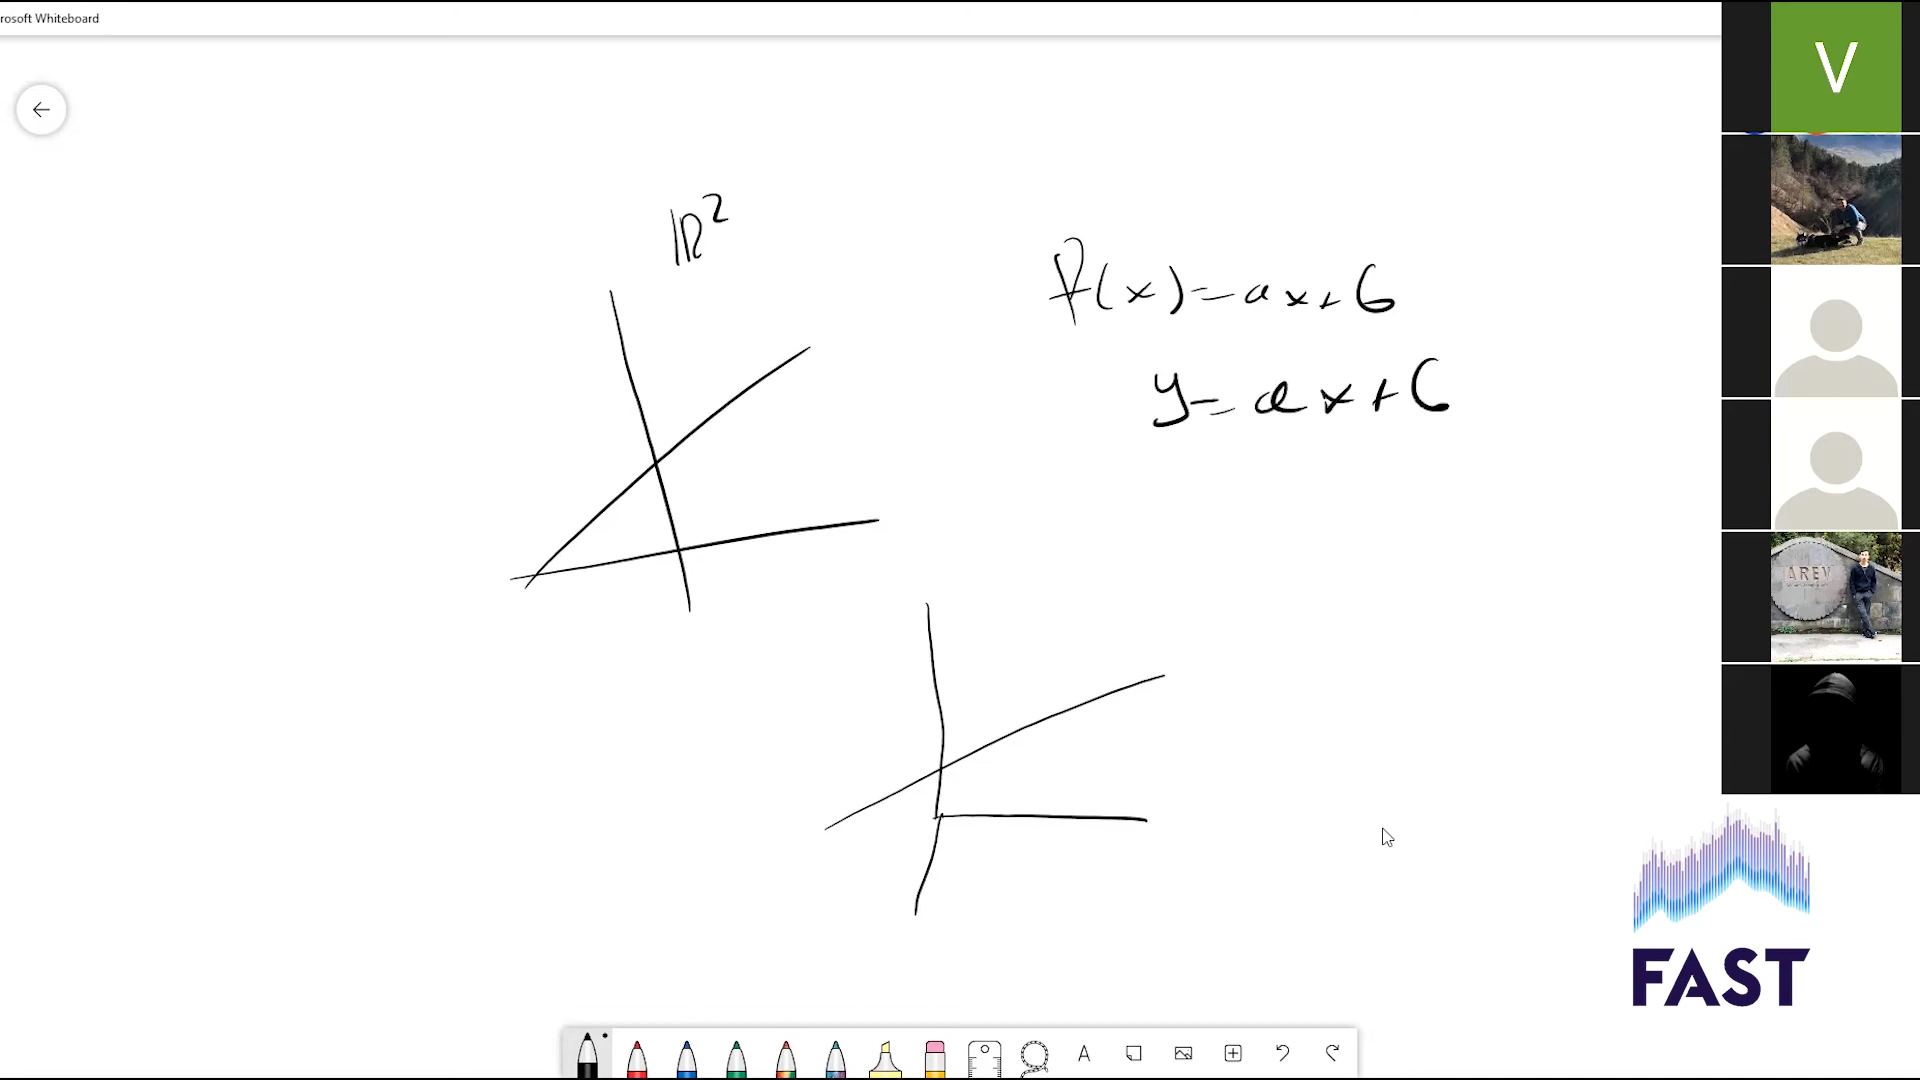 rosoft Whiteboard
V
ℝ²
f(x)=ax+b
y=ax+b
AREV
FAST
A